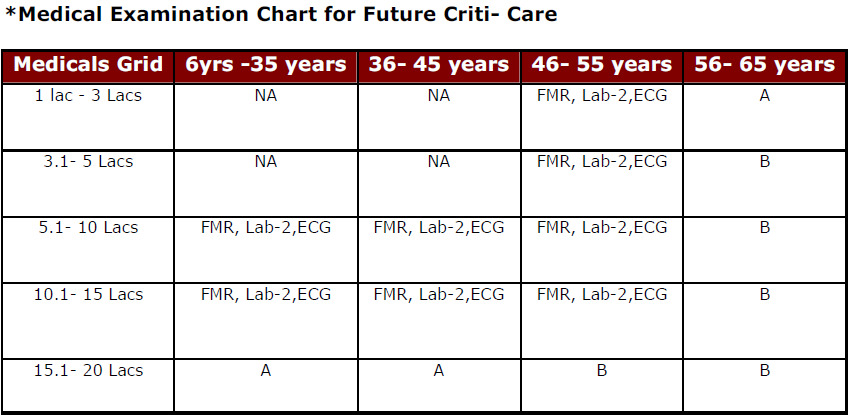 *Medical Examination Chart for Future Criti- Care
Medicals Grid 6yrs -35 years 36- 45 years 46- 55 years 56- 65 years
1 lac - 3 Lacs NA NA FMR, Lab-2,ECG A
3.1- 5 Lacs NA NA FMR, Lab-2,ECG B
5.1- 10 Lacs FMR, Lab-2,ECG FMR, Lab-2,ECG FMR, Lab-2,ECG B
10.1- 15 Lacs FMR, Lab-2,ECG FMR, Lab-2,ECG FMR, Lab-2,ECG B
15.1- 20 Lacs A A B B